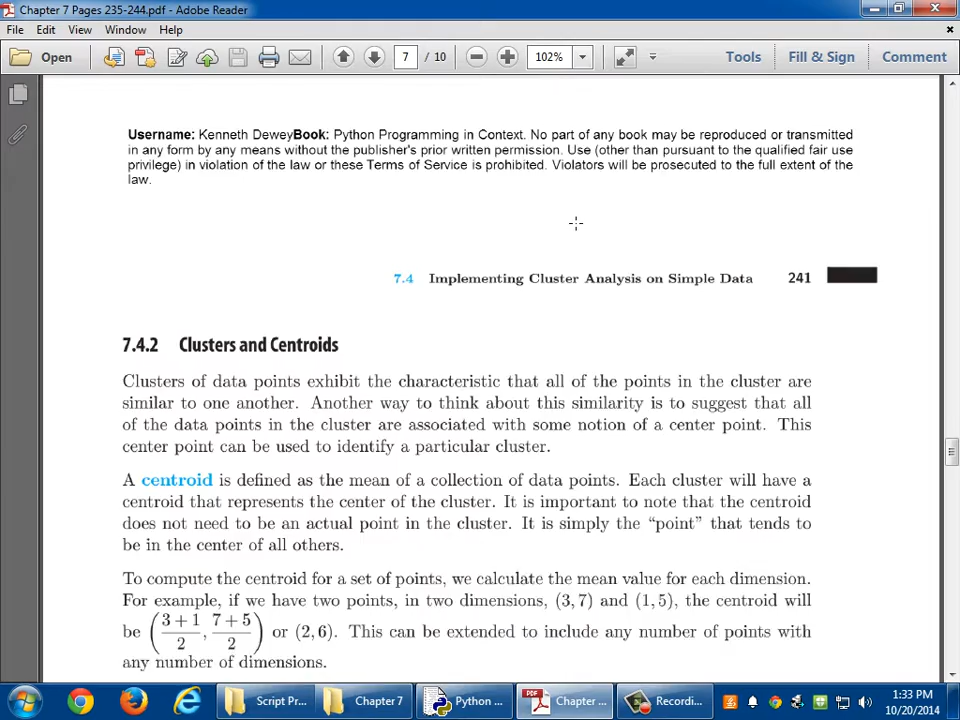 Chapter 7 Pages 235-244.pdf - Adobe Reader
File Edit View Window Help
Open 7 / 10 102% Tools Fill & Sign Comment
Username: Kenneth DeweyBook: Python Programming in Context. No part of any book may be reproduced or transmitted
in any form by any means without the publisher's prior written permission. Use (other than pursuant to the qualified fair use
privilege) in violation of the law or these Terms of Service is prohibited. Violators will be prosecuted to the full extent of the
law.
7.4 Implementing Cluster Analysis on Simple Data 241
7.4.2 Clusters and Centroids
Clusters of data points exhibit the characteristic that all of the points in the cluster are
similar to one another. Another way to think about this similarity is to suggest that all
of the data points in the cluster are associated with some notion of a center point. This
center point can be used to identify a particular cluster.
A centroid is defined as the mean of a collection of data points. Each cluster will have a
centroid that represents the center of the cluster. It is important to note that the centroid
does not need to be an actual point in the cluster. It is simply the “point” that tends to
be in the center of all others.
To compute the centroid for a set of points, we calculate the mean value for each dimension.
For example, if we have two points, in two dimensions, (3, 7) and (1, 5), the centroid will
be (3 + 1 / 2, 7 + 5 / 2) or (2, 6). This can be extended to include any number of points with
any number of dimensions.
Script Pr... Chapter 7 Python ... Chapter ... Recordi... 1:33 PM
10/20/2014